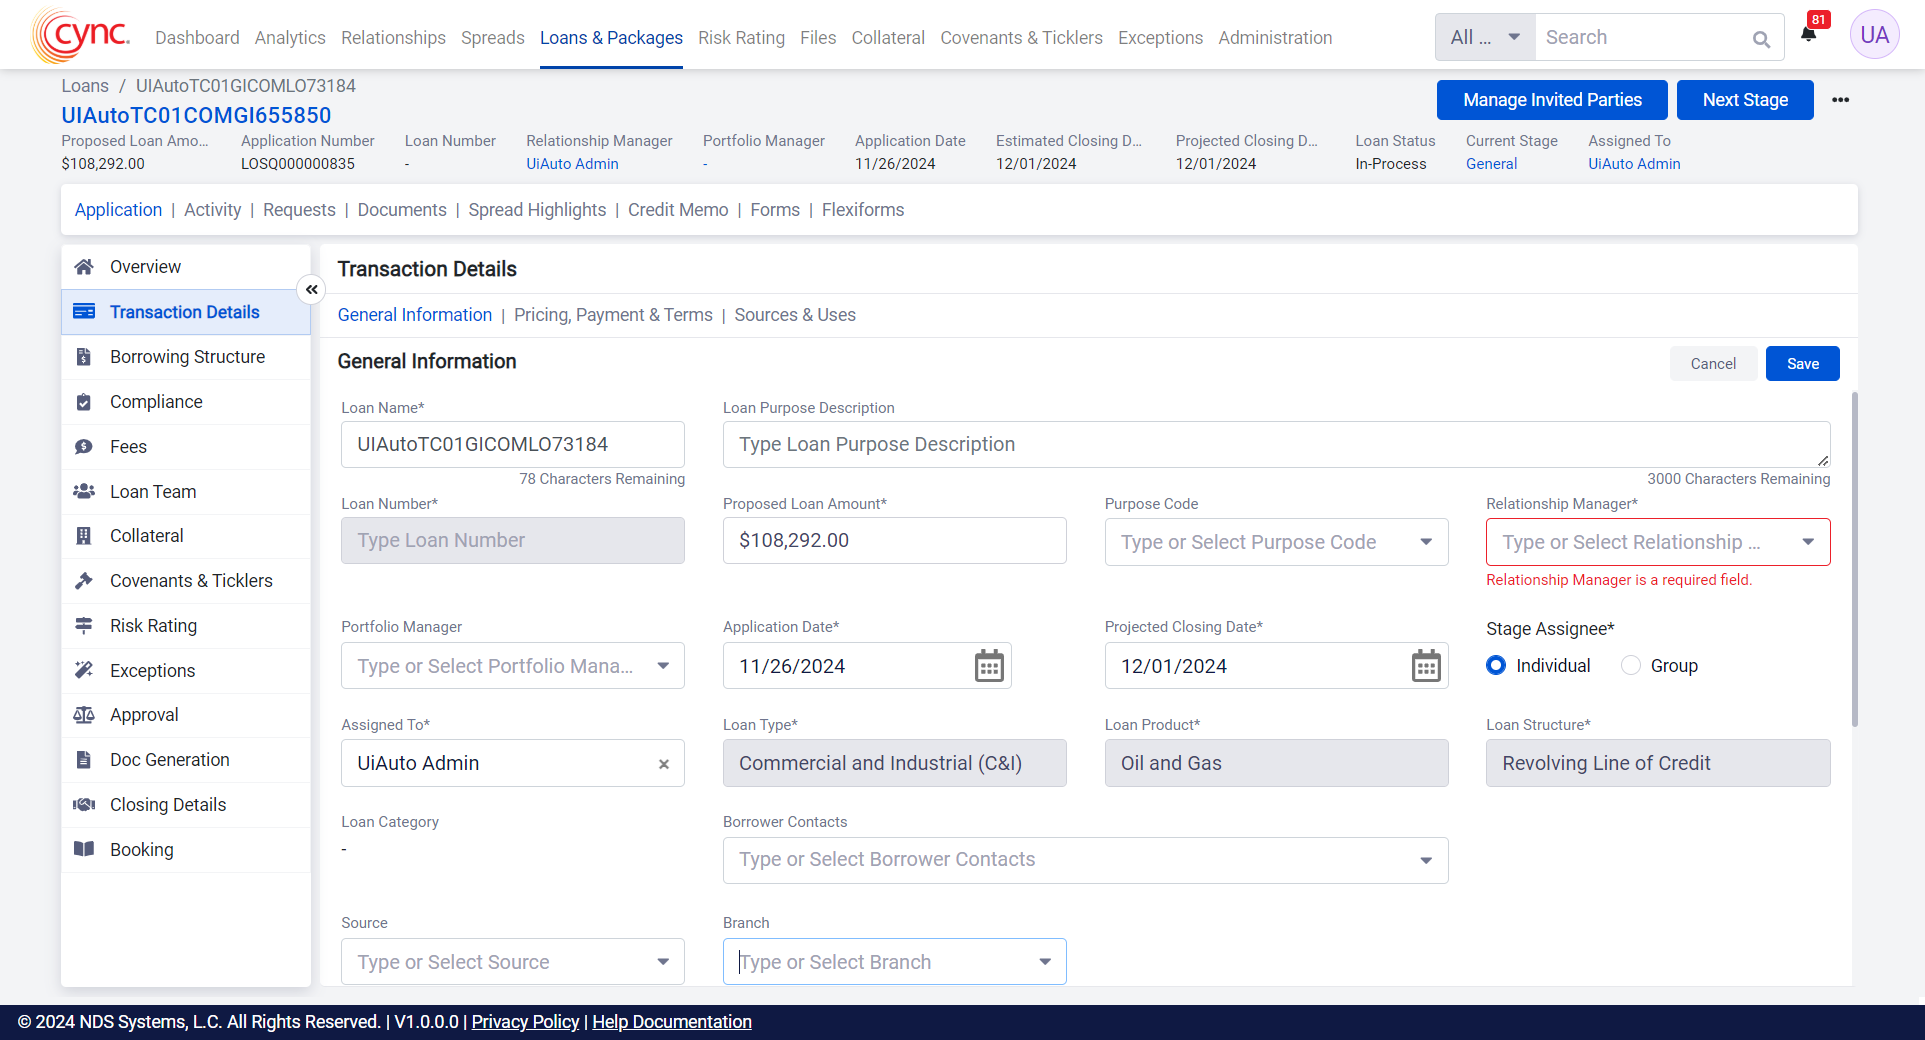 cync.
Dashboard Analytics Relationships Spreads Loans & Packages Risk Rating Files Collateral Covenants & Ticklers Exceptions Administration
All ... Search 81 UA
Loans / UIAutoTC01GICOMLO73184
UIAutoTC01COMGI655850
Manage Invited Parties Next Stage •••
Proposed Loan Amo... Application Number Loan Number Relationship Manager Portfolio Manager Application Date Estimated Closing D... Projected Closing D... Loan Status Current Stage Assigned To
$108,292.00 LOSQ000000835 - UiAuto Admin - 11/26/2024 12/01/2024 12/01/2024 In-Process General UiAuto Admin
Application | Activity | Requests | Documents | Spread Highlights | Credit Memo | Forms | Flexiforms
Overview
Transaction Details
Borrowing Structure
Compliance
Fees
Loan Team
Collateral
Covenants & Ticklers
Risk Rating
Exceptions
Approval
Doc Generation
Closing Details
Booking
Transaction Details
General Information | Pricing, Payment & Terms | Sources & Uses
General Information
Cancel Save
Loan Name* Loan Purpose Description
UIAutoTC01GICOMLO73184 Type Loan Purpose Description
78 Characters Remaining 3000 Characters Remaining
Loan Number* Proposed Loan Amount* Purpose Code Relationship Manager*
Type Loan Number $108,292.00 Type or Select Purpose Code Type or Select Relationship ...
Relationship Manager is a required field.
Portfolio Manager Application Date* Projected Closing Date* Stage Assignee*
Type or Select Portfolio Mana... 11/26/2024 12/01/2024 Individual Group
Assigned To* Loan Type* Loan Product* Loan Structure*
UiAuto Admin × Commercial and Industrial (C&I) Oil and Gas Revolving Line of Credit
Loan Category Borrower Contacts
- Type or Select Borrower Contacts
Source Branch
Type or Select Source Type or Select Branch
© 2024 NDS Systems, L.C. All Rights Reserved. | V1.0.0.0 | Privacy Policy | Help Documentation